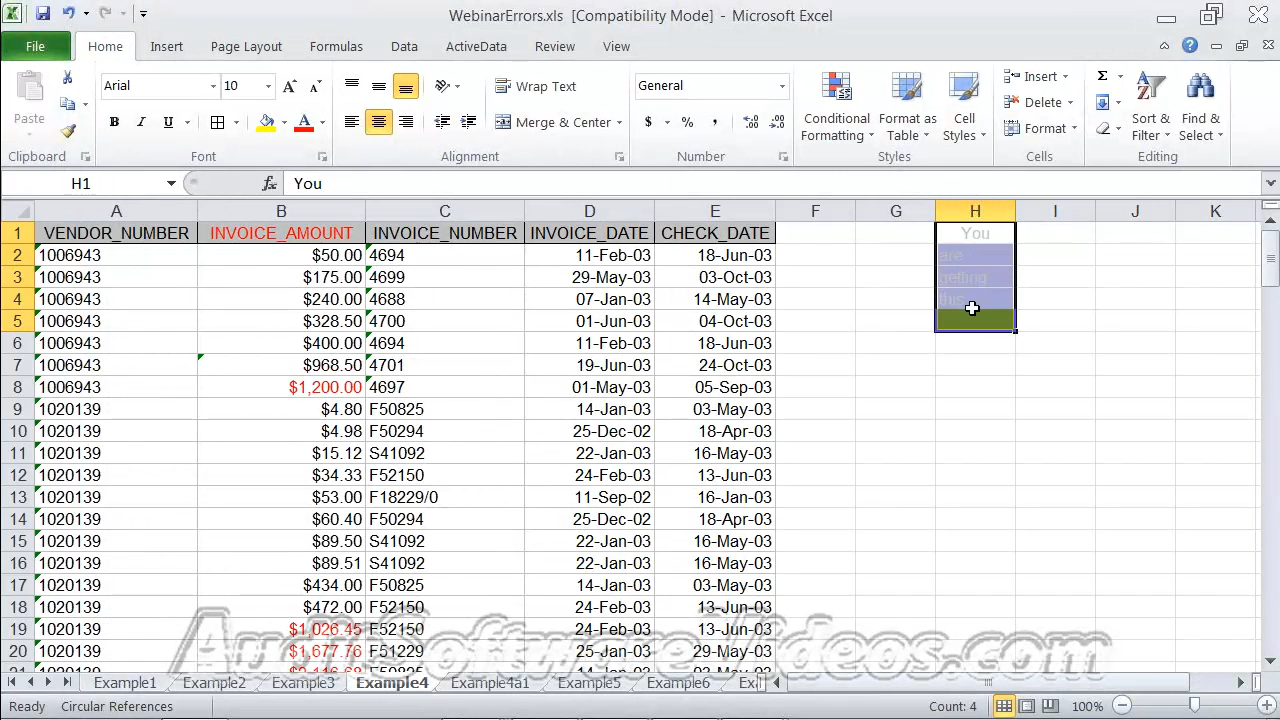 WebinarErrors.xls  [Compatibility Mode] - Microsoft Excel
File Home Insert Page Layout Formulas Data ActiveData Review View
Paste
Arial 10
B I U
Wrap Text
Merge & Center
General
$ % ,
Conditional Formatting
Format as Table
Cell Styles
Insert
Delete
Format
Sort & Filter
Find & Select
Clipboard Font Alignment Number Styles Cells Editing
H1 fx You
A B C D E F G H I J K
1 VENDOR_NUMBER INVOICE_AMOUNT INVOICE_NUMBER INVOICE_DATE CHECK_DATE You
2 1006943 $50.00 4694 11-Feb-03 18-Jun-03 are
3 1006943 $175.00 4699 29-May-03 03-Oct-03 getting
4 1006943 $240.00 4688 07-Jan-03 14-May-03 this
5 1006943 $328.50 4700 01-Jun-03 04-Oct-03
6 1006943 $400.00 4694 11-Feb-03 18-Jun-03
7 1006943 $968.50 4701 19-Jun-03 24-Oct-03
8 1006943 $1,200.00 4697 01-May-03 05-Sep-03
9 1020139 $4.80 F50825 14-Jan-03 03-May-03
10 1020139 $4.98 F50294 25-Dec-02 18-Apr-03
11 1020139 $15.12 S41092 22-Jan-03 16-May-03
12 1020139 $34.33 F52150 24-Feb-03 13-Jun-03
13 1020139 $53.00 F18229/0 11-Sep-02 16-Jan-03
14 1020139 $60.40 F50294 25-Dec-02 18-Apr-03
15 1020139 $89.50 S41092 22-Jan-03 16-May-03
16 1020139 $89.51 S41092 22-Jan-03 16-May-03
17 1020139 $434.00 F50825 14-Jan-03 03-May-03
18 1020139 $472.00 F52150 24-Feb-03 13-Jun-03
19 1020139 $1,026.45 F52150 24-Feb-03 13-Jun-03
20 1020139 $1,677.76 F51229 25-Jan-03 29-May-03
AuditSoftwareVideos.com
Example1 Example2 Example3 Example4 Example4a1 Example5 Example6 Ex
Ready Circular References Count: 4 100%